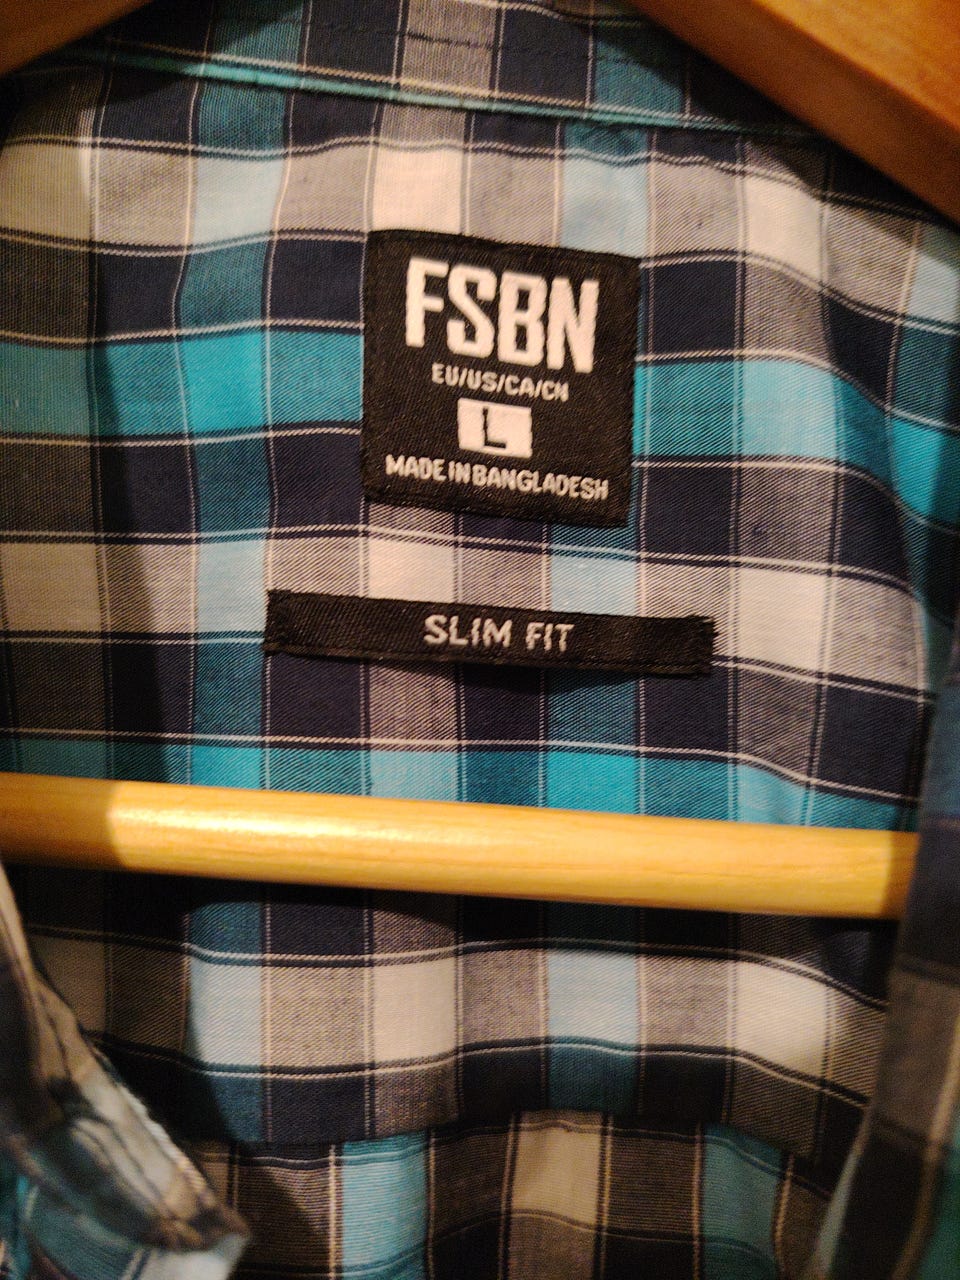 FSBN
EU/US/CA/CN
L
MADE IN BANGLADESH
SLIM FIT